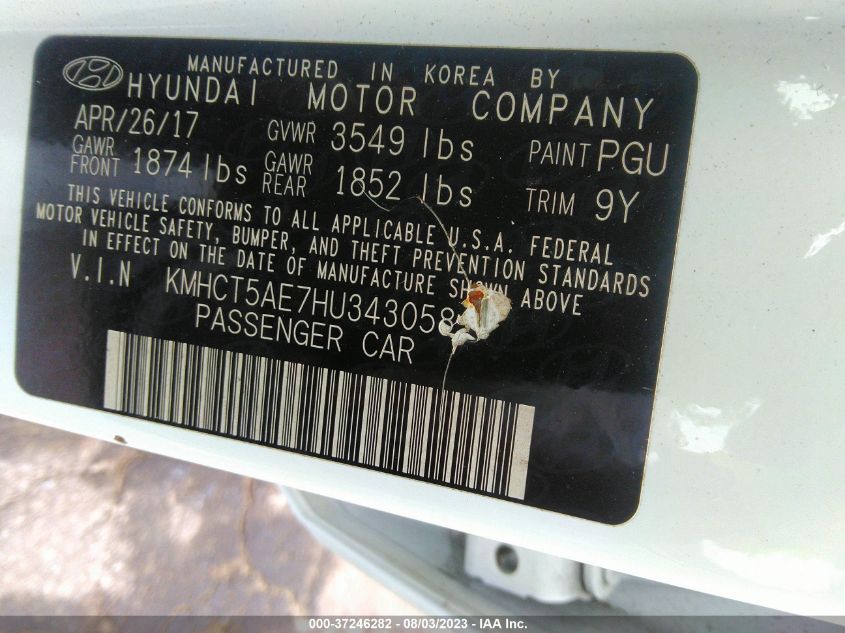 MANUFACTURED IN KOREA BY
HYUNDAI MOTOR COMPANY
APR/26/17 GVWR 3549 lbs PAINT PGU
GAWR FRONT 1874 lbs GAWR REAR 1852 lbs TRIM 9Y
THIS VEHICLE CONFORMS TO ALL APPLICABLE U.S.A. FEDERAL
MOTOR VEHICLE SAFETY, BUMPER, AND THEFT PREVENTION STANDARDS
IN EFFECT ON THE DATE OF MANUFACTURE SHOWN ABOVE
V.I.N KMHCT5AE7HU343058
PASSENGER CAR
000-37246282 - 08/03/2023 - IAA Inc.